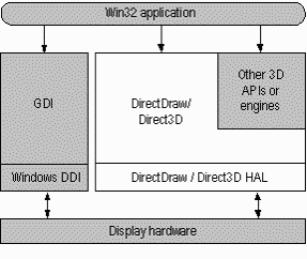 Win32 application
GDI
DirectDraw/
Direct3D
Other 3D
APIs or
engines
Windows DDI
DirectDraw / Direct3D HAL
Display hardware